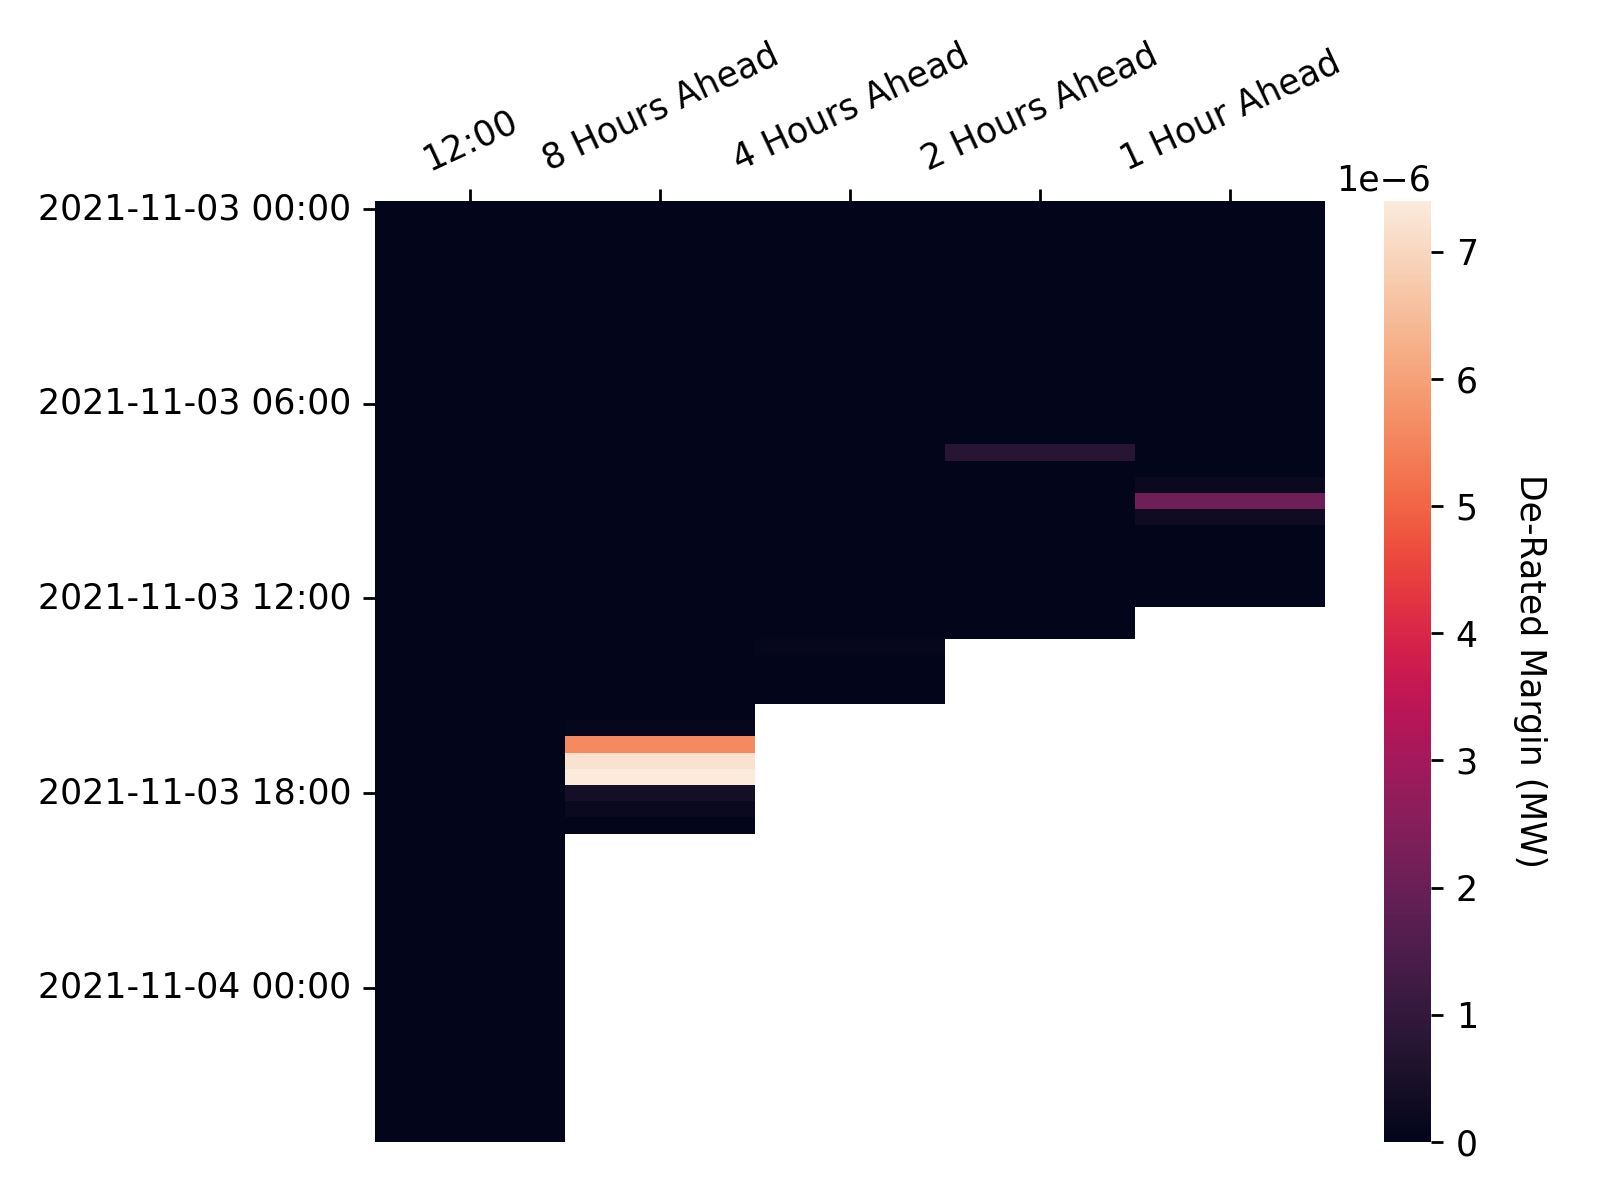 12:00
8 Hours Ahead
4 Hours Ahead
2 Hours Ahead
1 Hour Ahead
1e−6
2021-11-03 00:00
2021-11-03 06:00
2021-11-03 12:00
2021-11-03 18:00
2021-11-04 00:00
7
6
5
4
3
2
1
0
De-Rated Margin (MW)